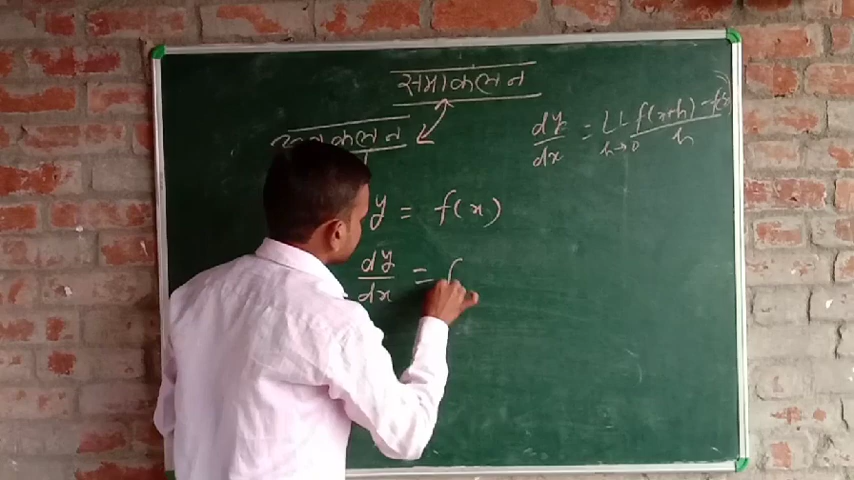 समाकलन
अवकलन
dy/dx = Lt h→0 f(x+h) - f(x) / h
y = f(x)
dy/dx = f